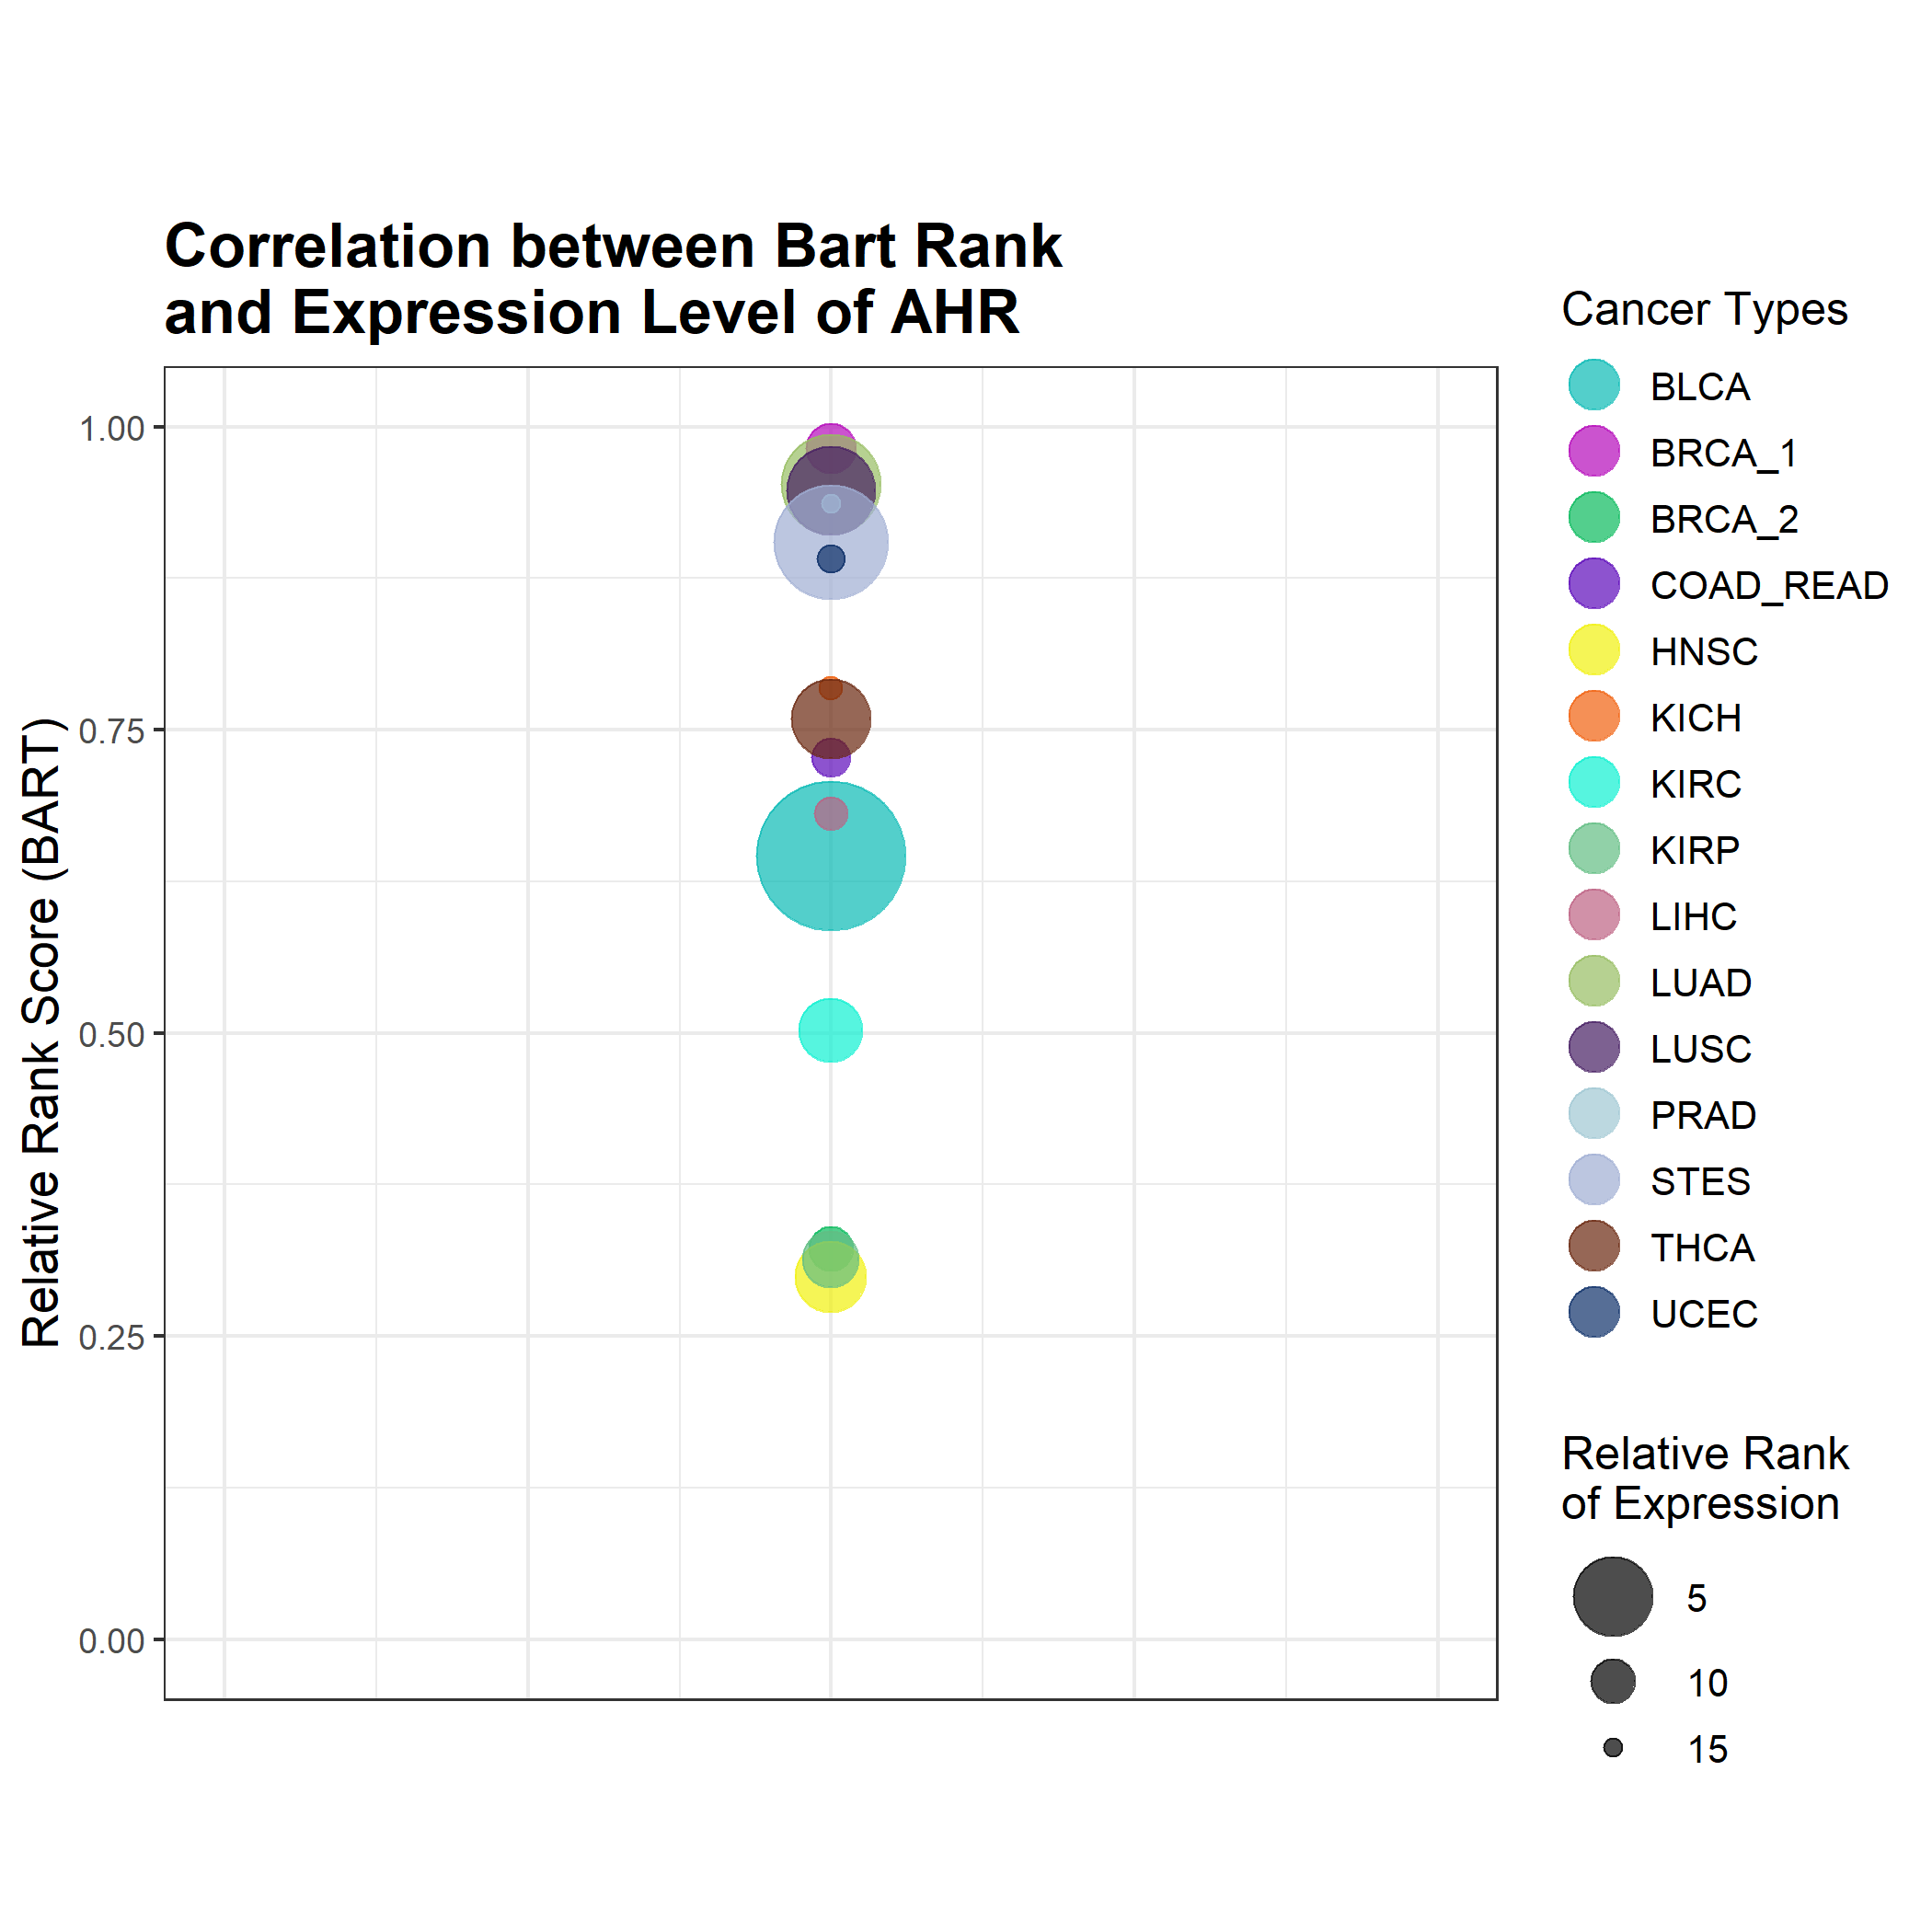 Correlation between Bart Rank
and Expression Level of AHR
Relative Rank Score (BART)
1.00
0.75
0.50
0.25
0.00
Cancer Types
BLCA
BRCA_1
BRCA_2
COAD_READ
HNSC
KICH
KIRC
KIRP
LIHC
LUAD
LUSC
PRAD
STES
THCA
UCEC
Relative Rank
of Expression
5
10
15